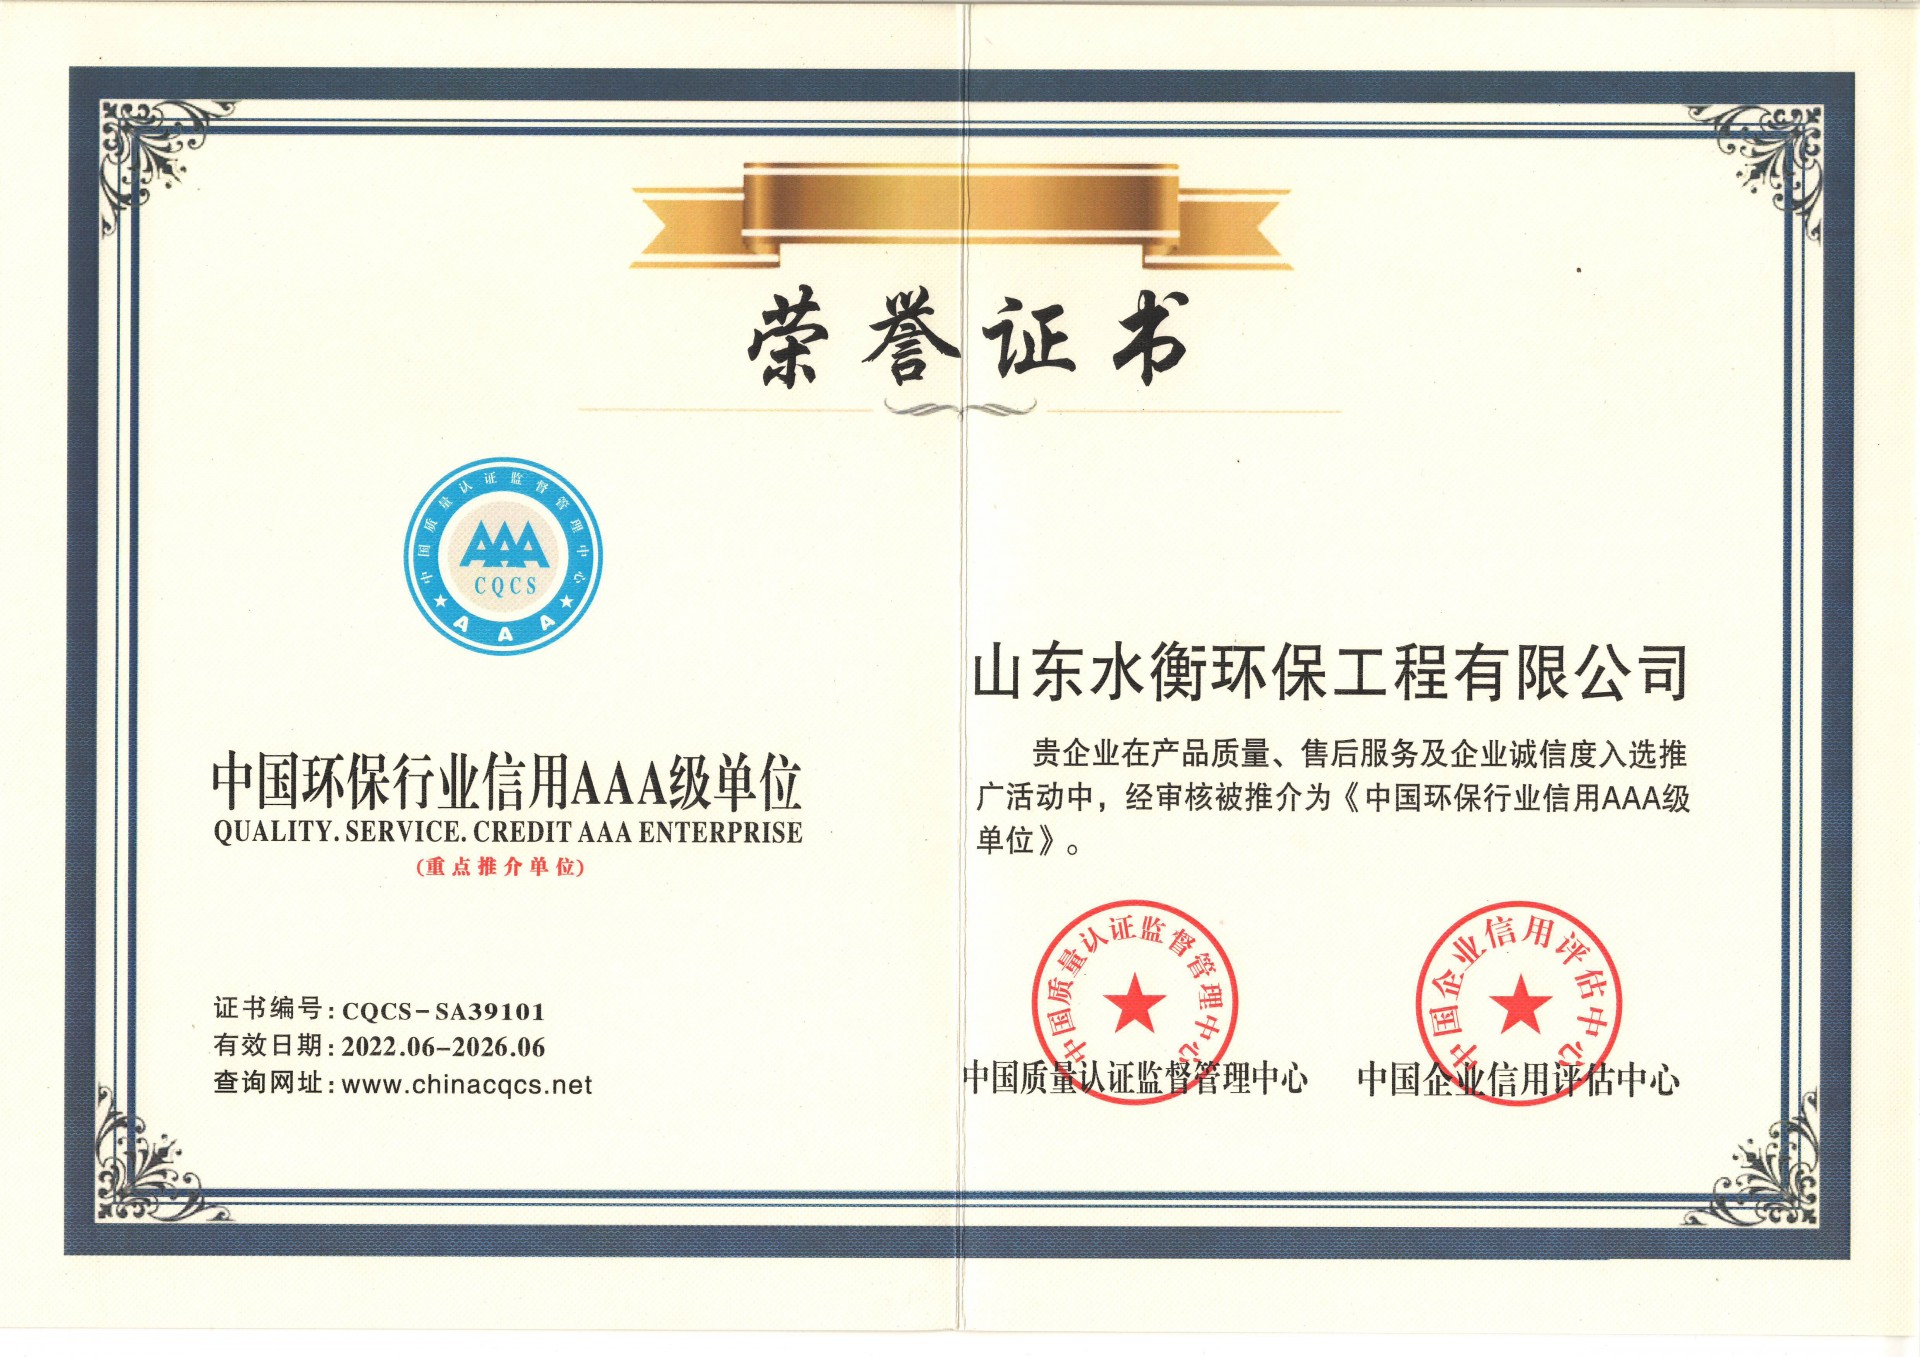 荣誉证书
中国质量认证监督管理中心
AAA
CQCS
AAA
中国环保行业信用AAA级单位
QUALITY. SERVICE. CREDIT AAA ENTERPRISE
(重点推介单位)
证书编号:CQCS-SA39101
有效日期:2022.06-2026.06
查询网址:www.chinacqcs.net
山东水衡环保工程有限公司
贵企业在产品质量、售后服务及企业诚信度入选推
广活动中，经审核被推介为《中国环保行业信用AAA级
单位》。
中国质量认证监督管理中心
中国企业信用评估中心
中国质量认证监督管理中心
中国企业信用评估中心